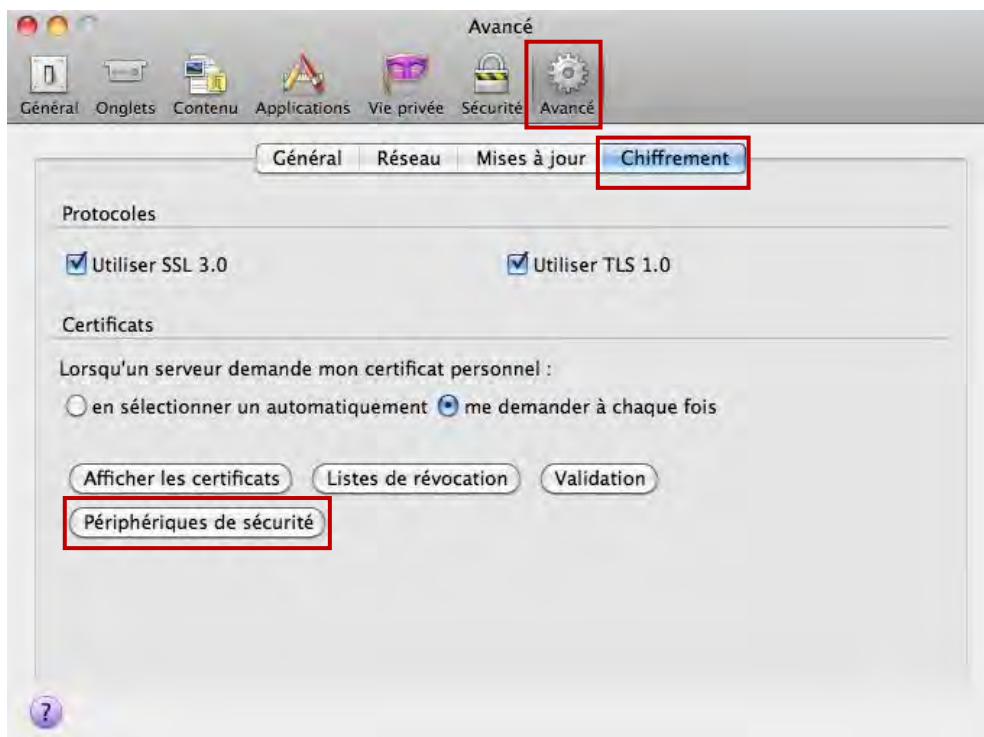 Avancé
Général Onglets Contenu Applications Vie privée Sécurité Avancé
Général Réseau Mises à jour Chiffrement
Protocoles
Utiliser SSL 3.0 Utiliser TLS 1.0
Certificats
Lorsqu'un serveur demande mon certificat personnel :
en sélectionner un automatiquement me demander à chaque fois
Afficher les certificats Listes de révocation Validation
Périphériques de sécurité
?